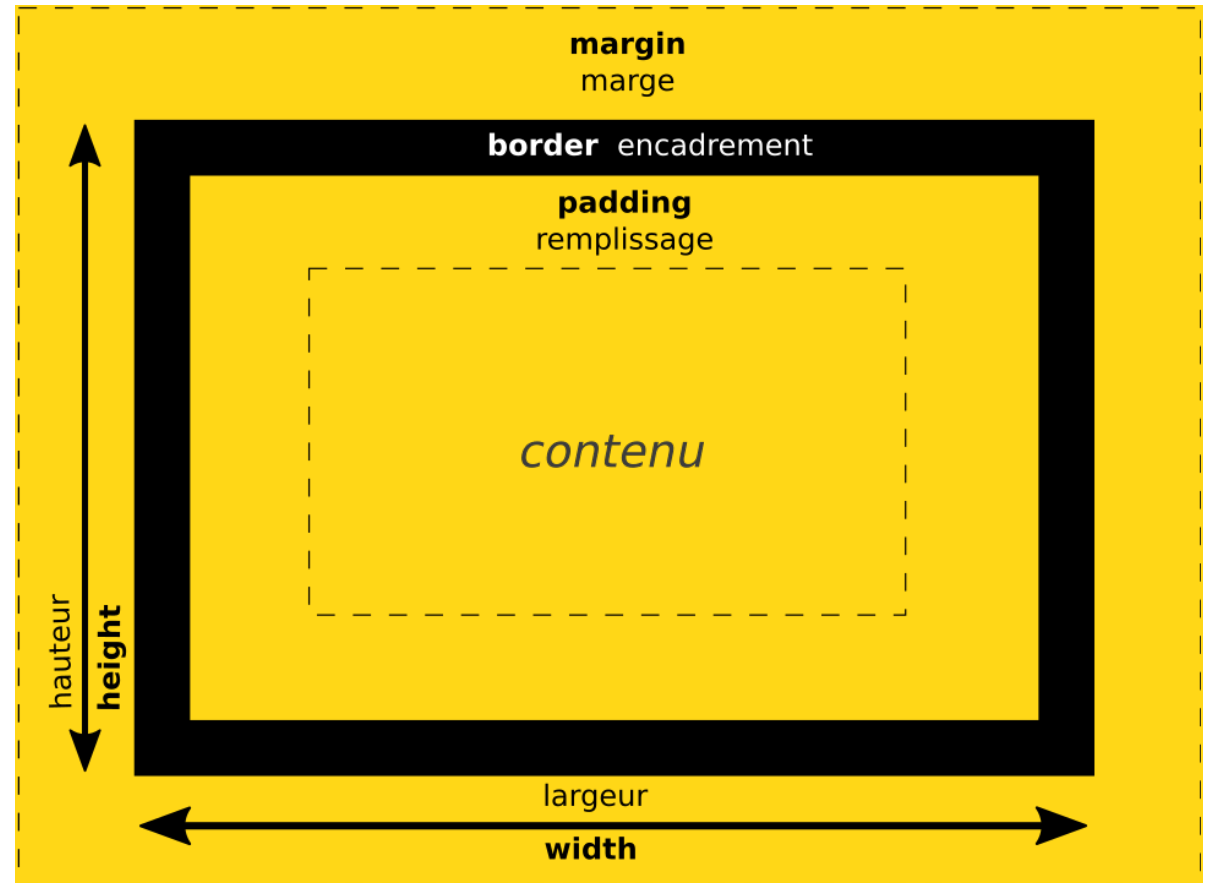 margin
marge
border encadrement
padding
remplissage
contenu
hauteur
height
largeur
width